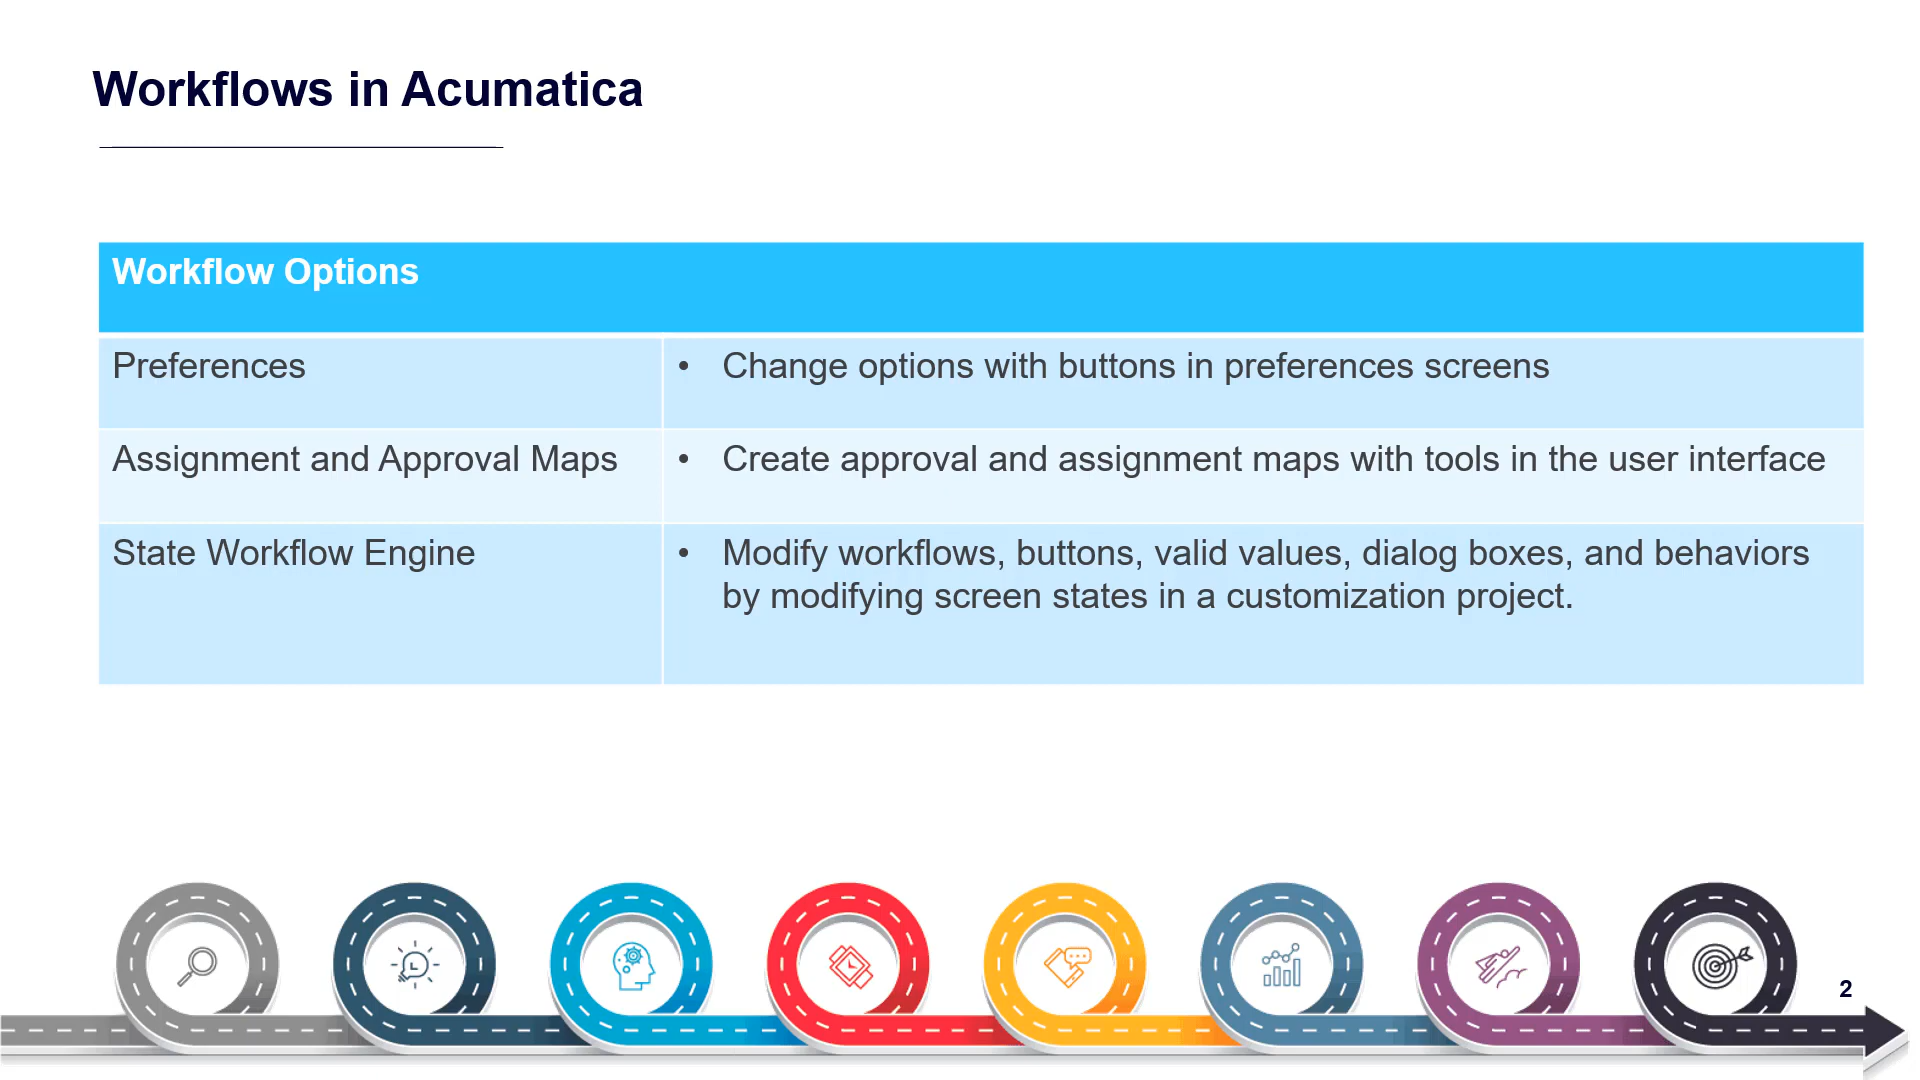 Workflows in Acumatica
Workflow Options
Preferences
• Change options with buttons in preferences screens
Assignment and Approval Maps
• Create approval and assignment maps with tools in the user interface
State Workflow Engine
• Modify workflows, buttons, valid values, dialog boxes, and behaviors
by modifying screen states in a customization project.
2